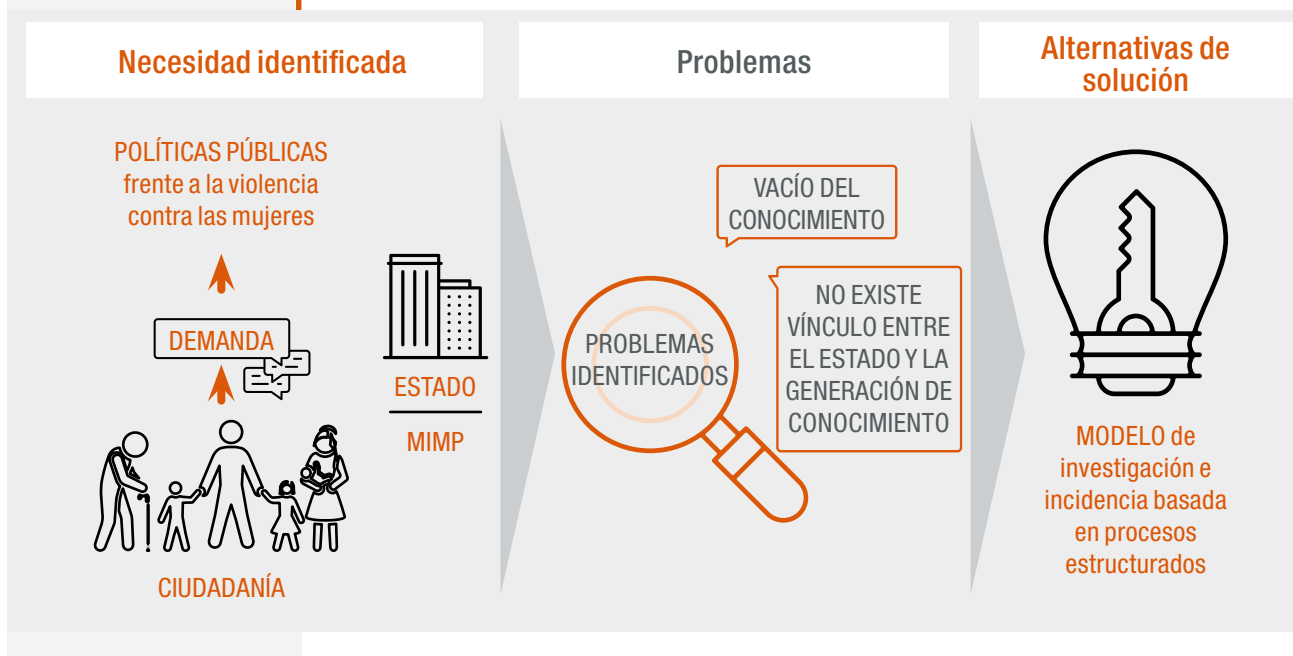 Necesidad identificada
POLÍTICAS PÚBLICAS
frente a la violencia
contra las mujeres
DEMANDA
CIUDADANÍA
ESTADO
MIMP
Problemas
PROBLEMAS
IDENTIFICADOS
VACÍO DEL
CONOCIMIENTO
NO EXISTE
VÍNCULO ENTRE
EL ESTADO Y LA
GENERACIÓN DE
CONOCIMIENTO
Alternativas de
solución
MODELO de
investigación e
incidencia basada
en procesos
estructurados